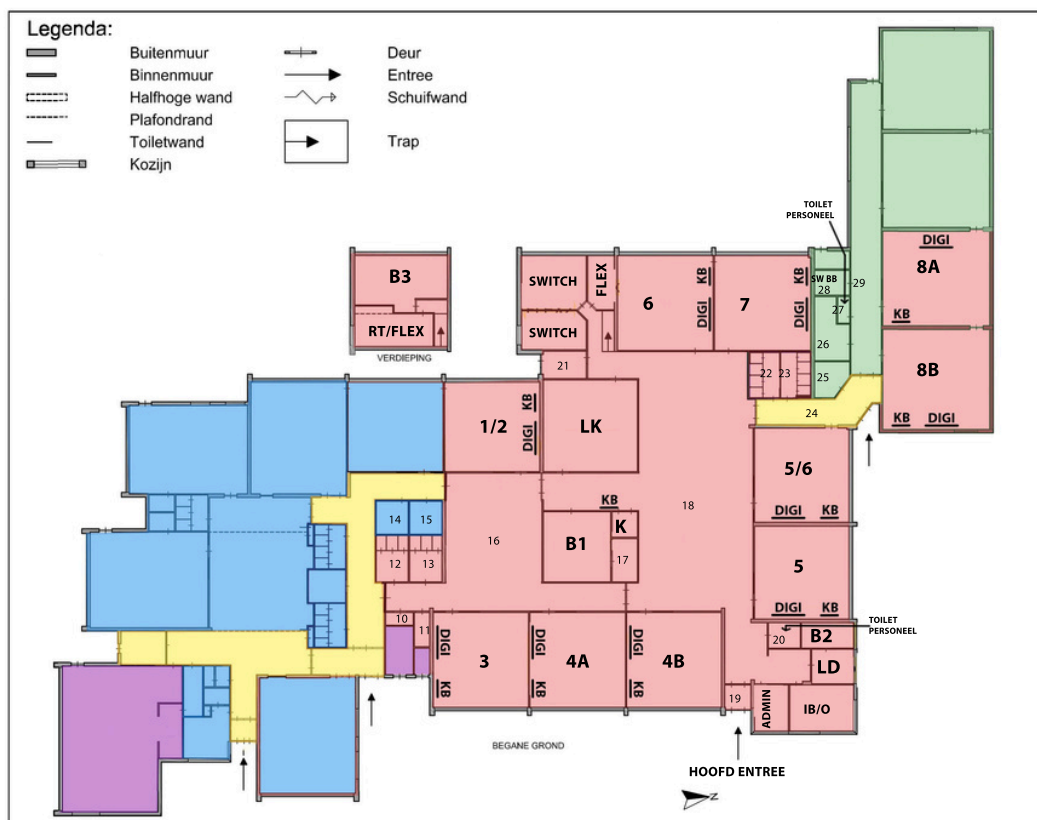 Legenda:
Buitenmuur
Binnenmuur
Halfhoge wand
Plafondrand
Toiletwand
Kozijn
Deur
Entree
Schuifwand
Trap
TOILET
PERSONEEL
DIGI
8A
KB
B3
RT/FLEX
VERDIEPING
SWITCH
FLEX
SWITCH
6
KB
DIGI
7
KB
DIGI
SW BB
28
29
27
26
25
21
22
23
24
8B
KB
DIGI
1/2
KB
DIGI
LK
5/6
DIGI
KB
KB
18
14
15
16
B1
K
17
12
13
5
DIGI
KB
10
11
DIGI
3
KB
DIGI
4A
KB
DIGI
4B
KB
20
B2
TOILET
PERSONEEL
LD
19
ADMIN
IB/O
BEGANE GROND
HOOFD ENTREE
N